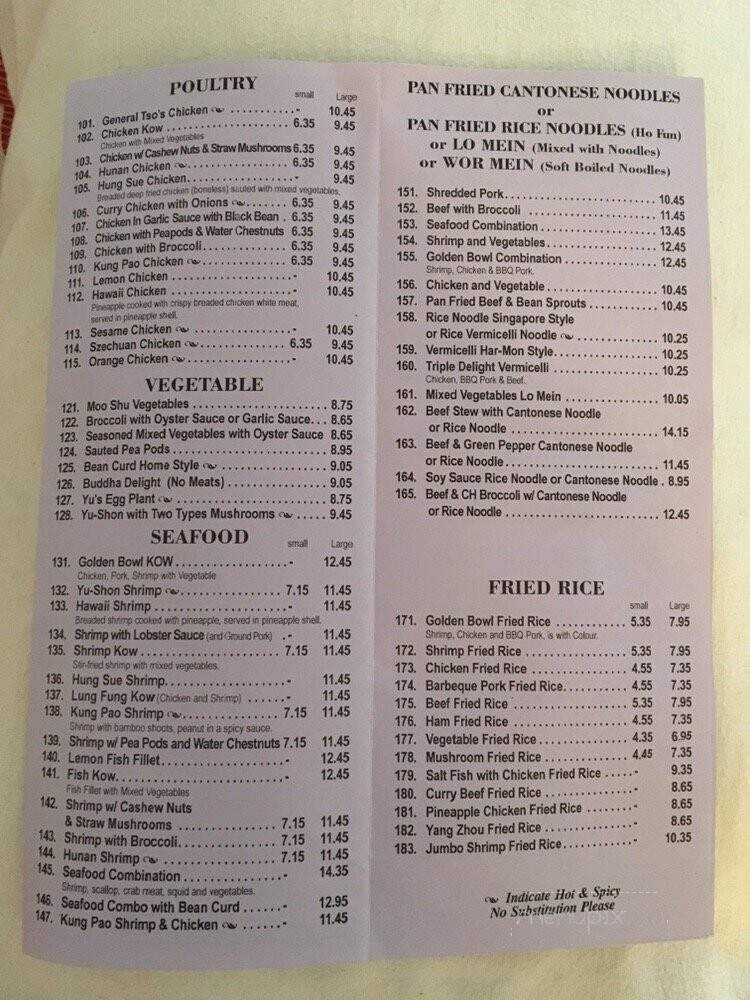 POULTRY
small Large
101. General Tso's Chicken ...........- 10.45
102. Chicken Kow ...................... 6.35 9.45
Chicken with Mixed Vegetables
103. Chicken w/ Cashew Nuts & Straw Mushrooms 6.35 9.45
104. Hunan Chicken ................. 6.35 9.45
105. Hung Sue Chicken...................- 9.45
Breaded deep fried chicken (boneless) sauted with mixed vegetables.
106. Curry Chicken with Onions ....... 6.35 9.45
107. Chicken In Garlic Sauce with Black Bean . 6.35 9.45
108. Chicken with Peapods & Water Chestnuts 6.35 9.45
109. Chicken with Broccoli................ 6.35 9.45
110. Kung Pao Chicken .............. 6.35 9.45
111. Lemon Chicken ....................- 10.45
112. Hawaii Chicken ....................- 10.45
Pineapple cooked with crispy breaded chicken white meat,
served in pineapple shell.
113. Sesame Chicken .................- 10.45
114. Szechuan Chicken ............. 6.35 9.45
115. Orange Chicken .................- 10.45
VEGETABLE
121. Moo Shu Vegetables ...................... 8.75
122. Broccoli with Oyster Sauce or Garlic Sauce... 8.65
123. Seasoned Mixed Vegetables with Oyster Sauce 8.65
124. Sauted Pea Pods ......................... 8.95
125. Bean Curd Home Style ................. 9.05
126. Buddha Delight (No Meats) ................ 9.05
127. Yu's Egg Plant ........................ 8.75
128. Yu-Shon with Two Types Mushrooms ..... 9.45
SEAFOOD
small Large
131. Golden Bowl KOW ...................- 12.45
Chicken, Pork, Shrimp with Vegetable
132. Yu-Shon Shrimp ................. 7.15 11.45
133. Hawaii Shrimp ......................- 11.45
Breaded shrimp cooked with pineapple, served in pineapple shell.
134. Shrimp with Lobster Sauce (and Ground Pork) .- 11.45
135. Shrimp Kow ....................... 7.15 11.45
Stir-fried shrimp with mixed vegetables.
136. Hung Sue Shrimp....................- 11.45
137. Lung Fung Kow (Chicken and Shrimp) ......- 11.45
138. Kung Pao Shrimp ................ 7.15 11.45
Shrimp with bamboo shoots, peanut in a spicy sauce.
139. Shrimp w/ Pea Pods and Water Chestnuts 7.15 11.45
140. Lemon Fish Fillet....................- 12.45
141. Fish Kow...........................- 12.45
Fish Fillet with Mixed Vegetables
142. Shrimp w/ Cashew Nuts
& Straw Mushrooms ................ 7.15 11.45
143. Shrimp with Broccoli................. 7.15 11.45
144. Hunan Shrimp ................... 7.15 11.45
145. Seafood Combination ................- 14.35
Shrimp, scallop, crab meat, squid and vegetables.
146. Seafood Combo with Bean Curd ......- 12.95
147. Kung Pao Shrimp & Chicken ......- 11.45
PAN FRIED CANTONESE NOODLES
or
PAN FRIED RICE NOODLES (Ho Fun)
or LO MEIN (Mixed with Noodles)
or WOR MEIN (Soft Boiled Noodles)
151. Shredded Pork......................... 10.45
152. Beef with Broccoli ..................... 11.45
153. Seafood Combination ................... 13.45
154. Shrimp and Vegetables.................. 12.45
155. Golden Bowl Combination ............... 12.45
Shrimp, Chicken & BBQ Pork.
156. Chicken and Vegetable .................. 10.45
157. Pan Fried Beef & Bean Sprouts ........... 10.45
158. Rice Noodle Singapore Style
or Rice Vermicelli Noodle .............. 10.25
159. Vermicelli Har-Mon Style................. 10.25
160. Triple Delight Vermicelli ................. 10.25
Chicken, BBQ Pork & Beef.
161. Mixed Vegetables Lo Mein ............... 10.05
162. Beef Stew with Cantonese Noodle
or Rice Noodle ......................... 14.15
163. Beef & Green Pepper Cantonese Noodle
or Rice Noodle......................... 11.45
164. Soy Sauce Rice Noodle or Cantonese Noodle . 8.95
165. Beef & CH Broccoli w/ Cantonese Noodle
or Rice Noodle ......................... 12.45
FRIED RICE
small Large
171. Golden Bowl Fried Rice ............ 5.35 7.95
Shrimp, Chicken and BBQ Pork, is with Colour.
172. Shrimp Fried Rice ................. 5.35 7.95
173. Chicken Fried Rice ................ 4.55 7.35
174. Barbeque Pork Fried Rice........... 4.55 7.35
175. Beef Fried Rice ................... 5.35 7.95
176. Ham Fried Rice ................... 4.55 7.35
177. Vegetable Fried Rice ............... 4.35 6.95
178. Mushroom Fried Rice .............. 4.45 7.35
179. Salt Fish with Chicken Fried Rice .....- 9.35
180. Curry Beef Fried Rice ...............- 8.65
181. Pineapple Chicken Fried Rice ........- 8.65
182. Yang Zhou Fried Rice ...............- 8.65
183. Jumbo Shrimp Fried Rice............- 10.35
Indicate Hot & Spicy
No Substitution Please